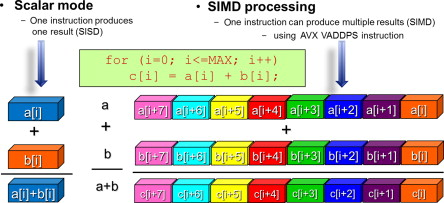 • Scalar mode
– One instruction produces
one result (SISD)
• SIMD processing
– One instruction can produce multiple results (SIMD)
– using AVX VADDPS instruction
for (i=0; i<=MAX; i++)
c[i] = a[i] + b[i];
a[i]
+
b[i]
a[i]+b[i]
a
+
b
a+b
a[i+7] a[i+6] a[i+5] a[i+4] a[i+3] a[i+2] a[i+1] a[i]
+
b[i+7] b[i+6] b[i+5] b[i+4] b[i+3] b[i+2] b[i+1] b[i]
c[i+7] c[i+6] c[i+5] c[i+4] c[i+3] c[i+2] c[i+1] c[i]